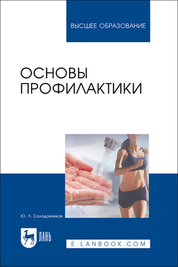 ВЫСШЕЕ ОБРАЗОВАНИЕ
ОСНОВЫ
ПРОФИЛАКТИКИ
Ю. Л. Солодовников
ЛАНЬ
E.LANBOOK.COM